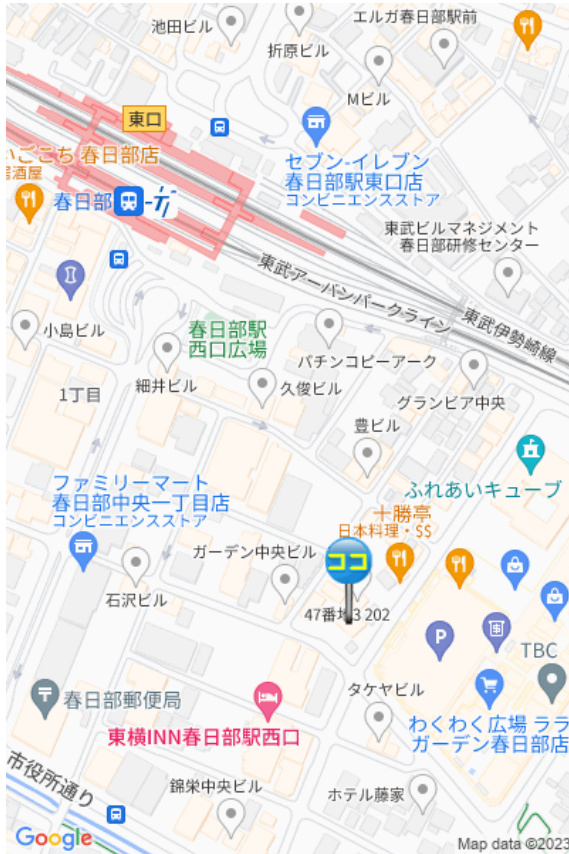 池田ビル
エルガ春日部駅前
折原ビル
Mビル
東口
いごこち 春日部店
居酒屋
セブン-イレブン
春日部駅東口店
コンビニエンスストア
春日部
東武ビルマネジメント
春日部研修センター
東武アーバンパークライン
東武伊勢崎線
小島ビル
春日部駅
西口広場
パチンコピーアーク
1丁目
細井ビル
久俊ビル
グランビア中央
豊ビル
ふれあいキューブ
ファミリーマート
春日部中央一丁目店
コンビニエンスストア
十勝亭
日本料理・SS
ガーデン中央ビル
ココ
石沢ビル
47番地3 202
P
TBC
春日部郵便局
タケヤビル
東横INN春日部駅西口
わくわく広場 ララ
ガーデン春日部店
市役所通り
錦栄中央ビル
ホテル藤家
Google
Map data ©2023